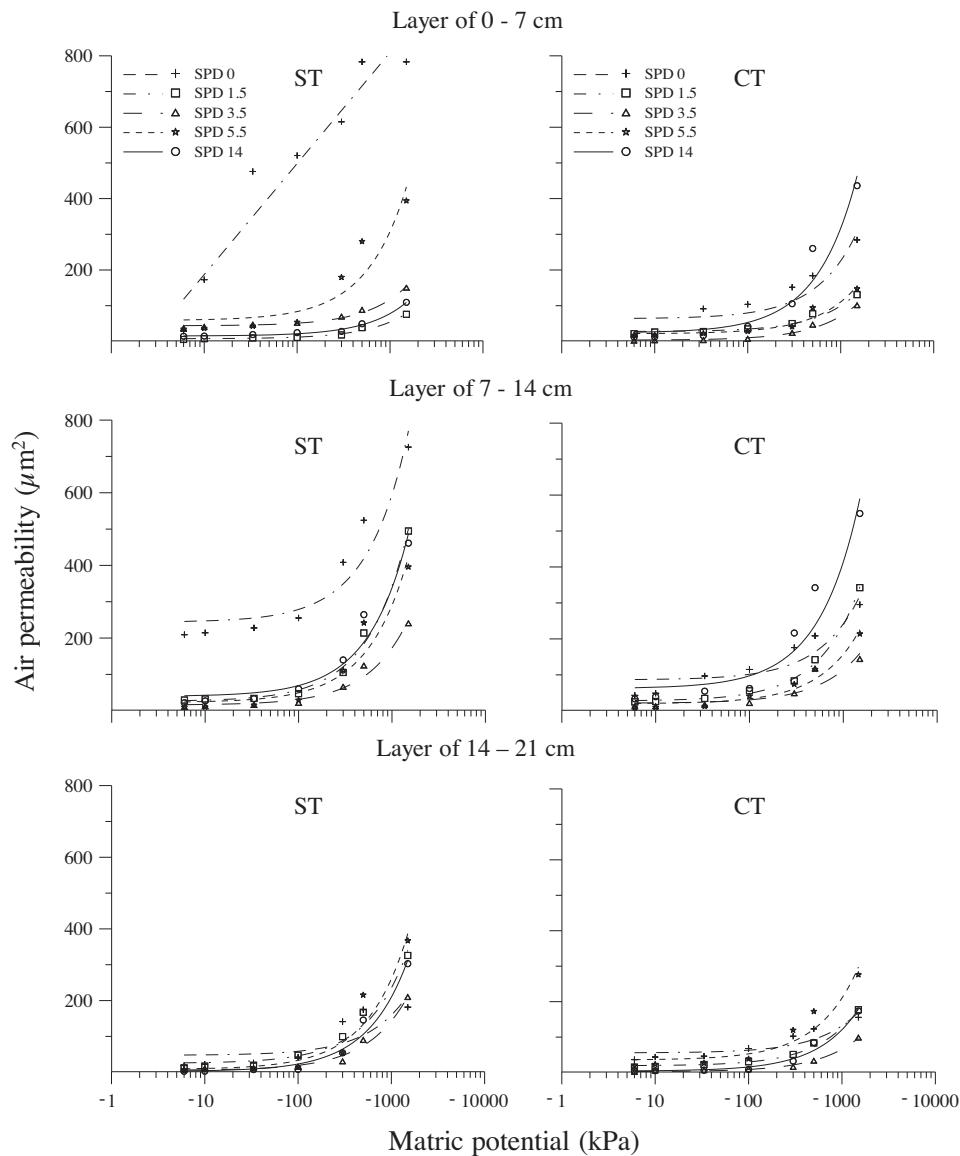 Layer of 0 - 7 cm
800
600
400
200
ST
SPD 0
SPD 1.5
SPD 3.5
SPD 5.5
SPD 14
CT
SPD 0
SPD 1.5
SPD 3.5
SPD 5.5
SPD 14
Layer of 7 - 14 cm
800
600
400
200
ST
CT
Air permeability (µm²)
Layer of 14 – 21 cm
800
600
400
200
ST
CT
-1 -10 -100 -1000 -10000
-1 -10 -100 -1000 -10000
Matric potential (kPa)